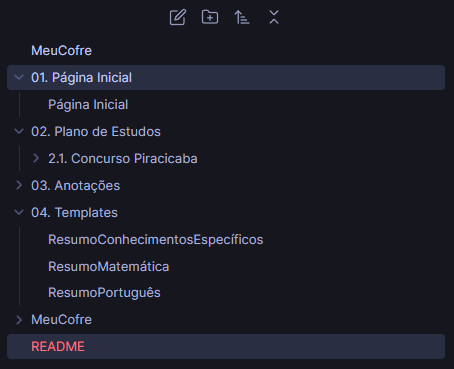 MeuCofre
01. Página Inicial
Página Inicial
02. Plano de Estudos
2.1. Concurso Piracicaba
03. Anotações
04. Templates
ResumoConhecimentosEspecíficos
ResumoMatemática
ResumoPortuguês
MeuCofre
README